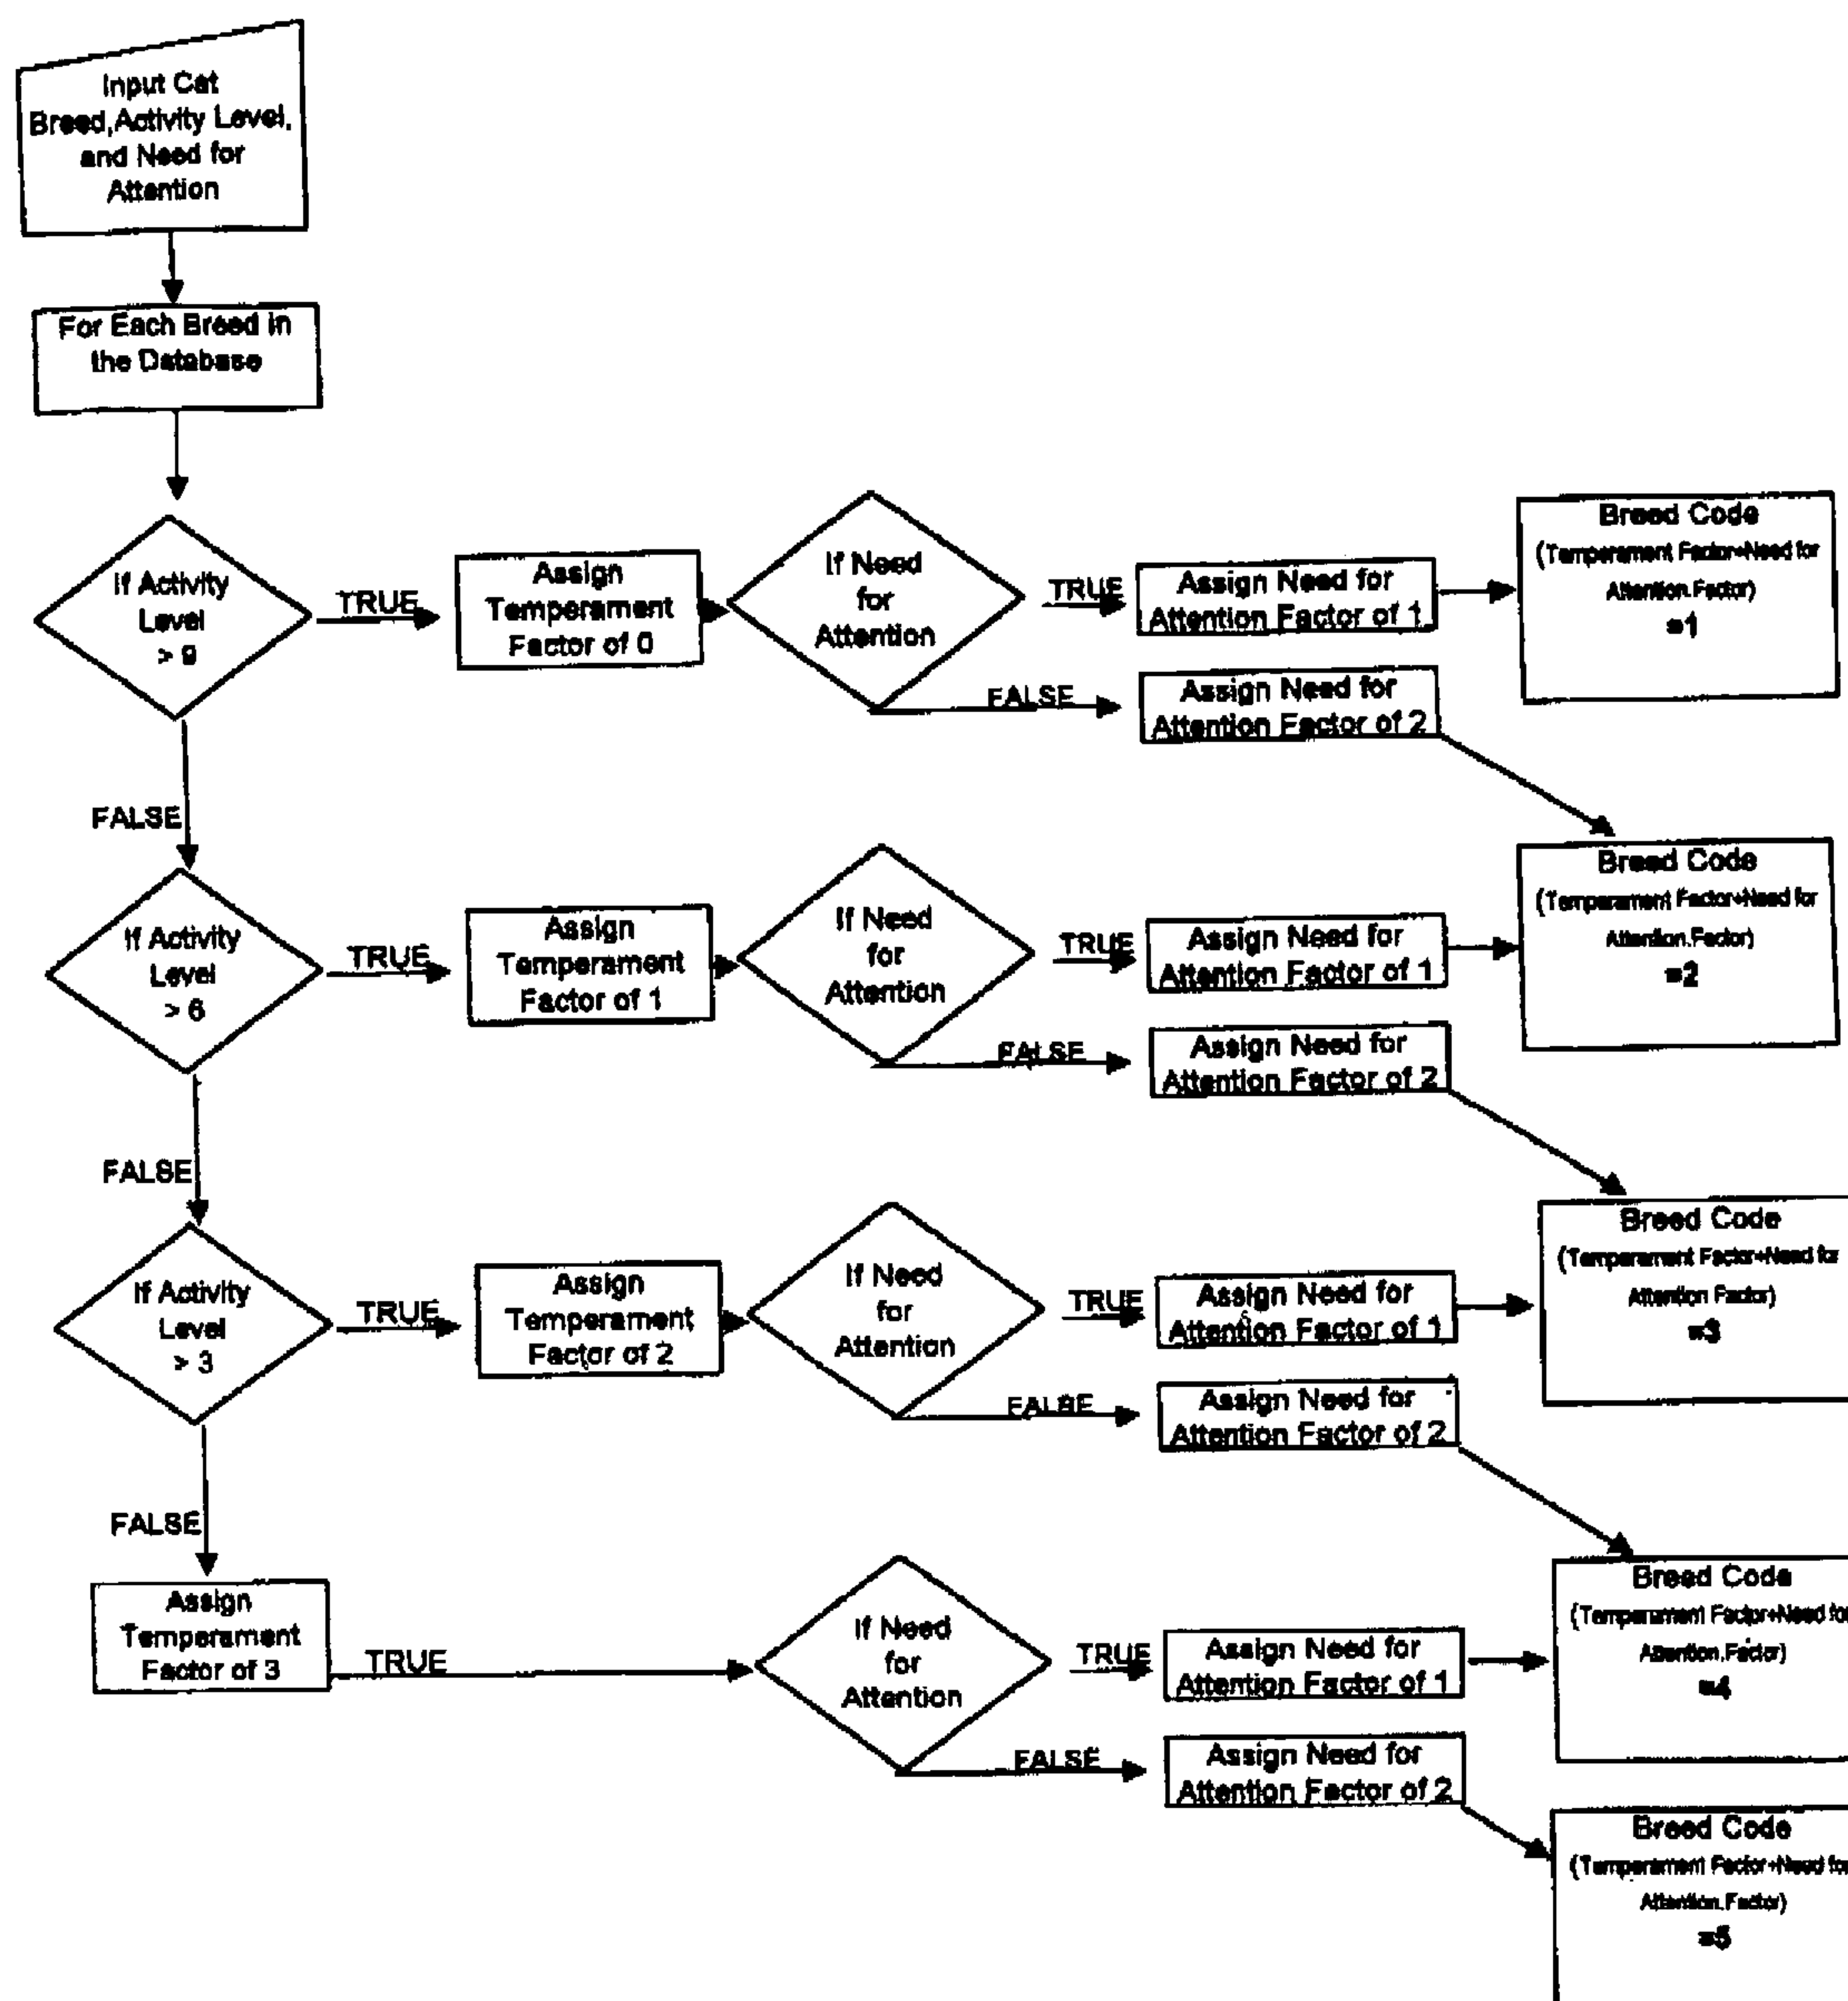 Input Cat
Breed,Activity Level,
and Need for
Attention
For Each Breed in
the Database
If Activity
Level
> 9
TRUE
Assign
Temperament
Factor of 0
If Need
for
Attention
TRUE
Assign Need for
Attention Factor of 1
Breed Code
(Temperament Factor+Need for
Attention.Factor)
=1
FALSE
Assign Need for
Attention Factor of 2
FALSE
If Activity
Level
> 6
TRUE
Assign
Temperament
Factor of 1
If Need
for
Attention
TRUE
Assign Need for
Attention Factor of 1
Breed Code
(Temperament Factor+Need for
Attention.Factor)
=2
FALSE
Assign Need for
Attention Factor of 2
FALSE
If Activity
Level
> 3
TRUE
Assign
Temperament
Factor of 2
If Need
for
Attention
TRUE
Assign Need for
Attention Factor of 1
Breed Code
(Temperament Factor+Need for
Attention Factor)
=3
FALSE
Assign Need for
Attention Factor of 2
FALSE
Assign
Temperament
Factor of 3
TRUE
If Need
for
Attention
TRUE
Assign Need for
Attention Factor of 1
Breed Code
(Temperament Factor+Need for
Attention.Factor)
=4
FALSE
Assign Need for
Attention Factor of 2
Breed Code
(Temperament Factor+Need for
Attention.Factor)
=5